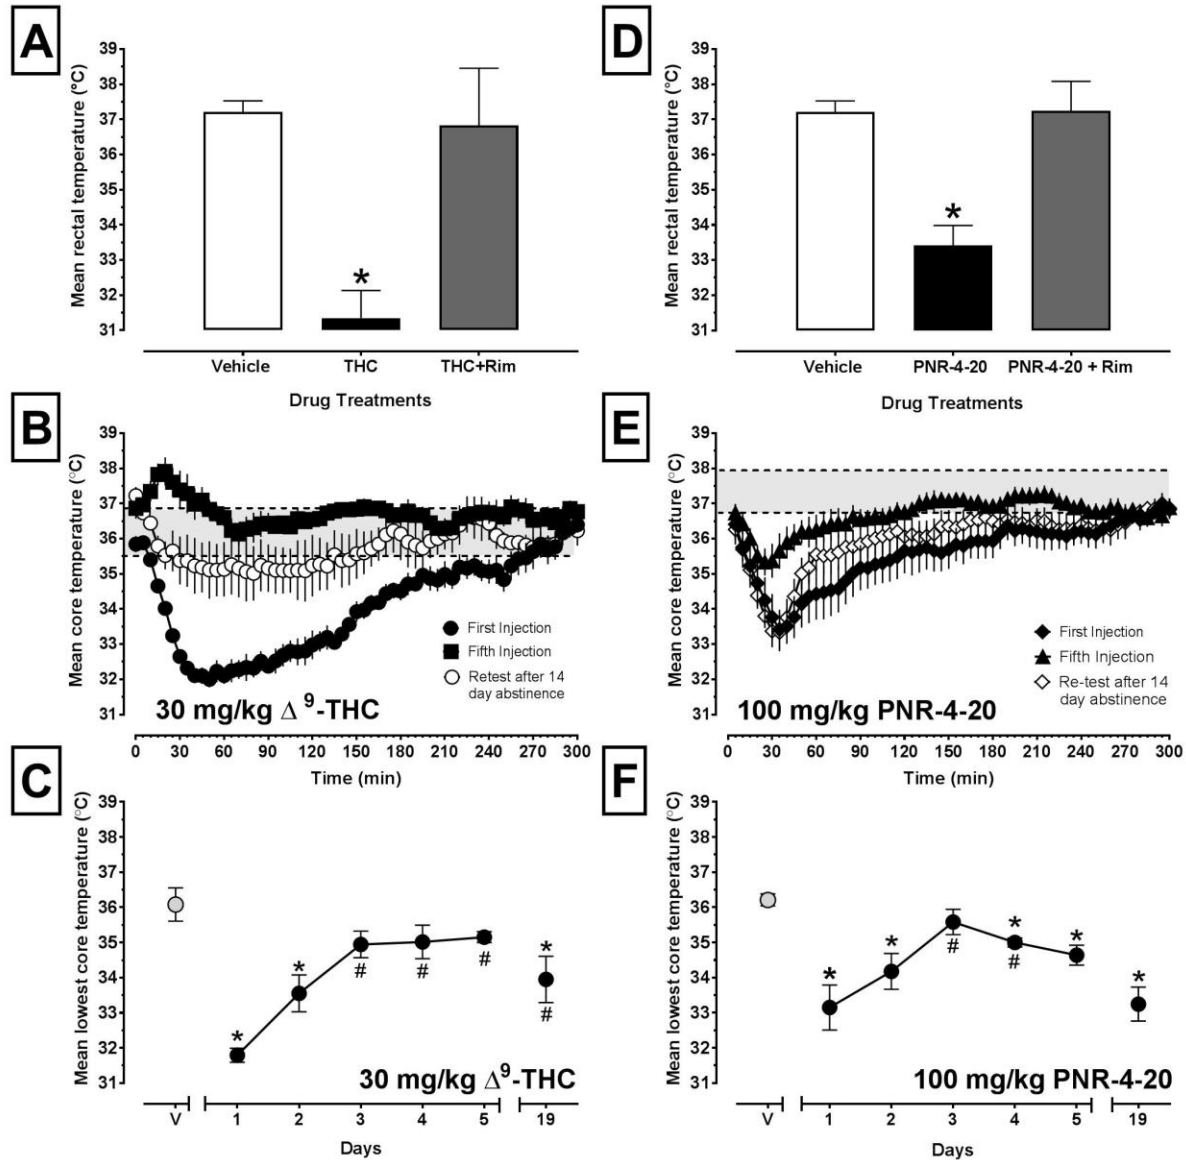 A
Mean rectal temperature (°C)
39
38
37
36
35
34
33
32
31
*
Vehicle THC THC+Rim
Drug Treatments
D
Mean rectal temperature (°C)
39
38
37
36
35
34
33
32
31
*
Vehicle PNR-4-20 PNR-4-20 + Rim
Drug Treatments
B
Mean core temperature (°C)
39
38
37
36
35
34
33
32
31
First Injection
Fifth Injection
Retest after 14
day abstinence
30 mg/kg Δ⁹-THC
0 30 60 90 120 150 180 210 240 270 300
Time (min)
E
Mean core temperature (°C)
39
38
37
36
35
34
33
32
31
First Injection
Fifth Injection
Re-test after 14
day abstinence
100 mg/kg PNR-4-20
0 30 60 90 120 150 180 210 240 270 300
Time (min)
C
Mean lowest core temperature (°C)
39
38
37
36
35
34
33
32
31
* * *
# # # #
30 mg/kg Δ⁹-THC
V 1 2 3 4 5 19
Days
F
Mean lowest core temperature (°C)
39
38
37
36
35
34
33
32
31
* * * * *
# #
100 mg/kg PNR-4-20
V 1 2 3 4 5 19
Days